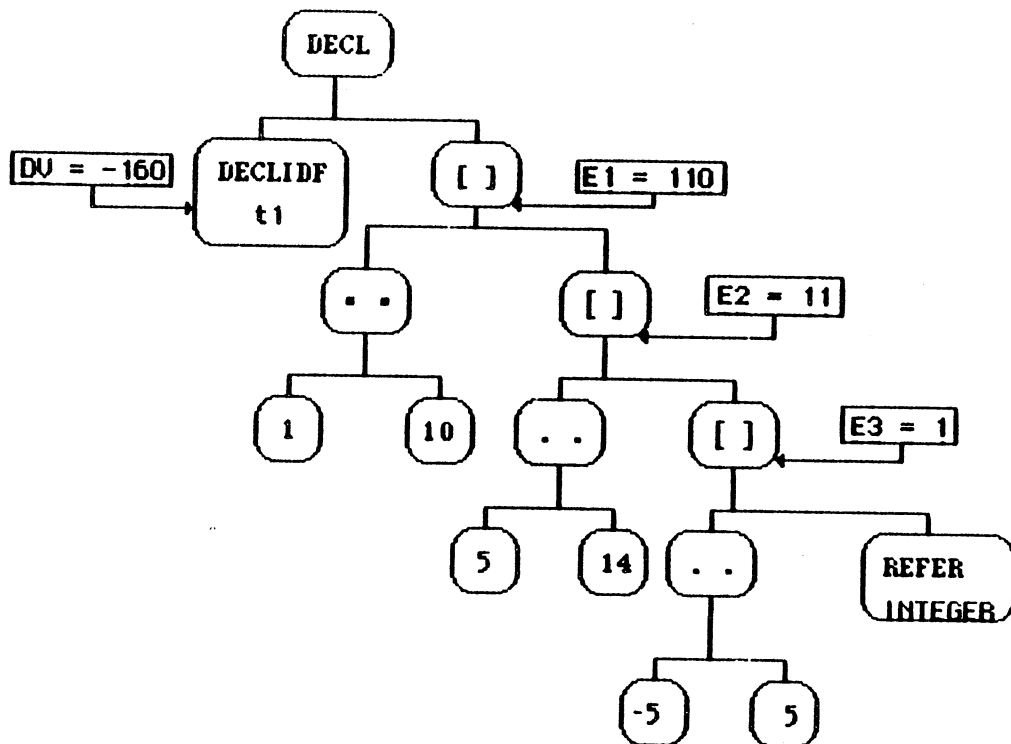 DECL
DV = -160
DECLIDF
t1
[ ]
E1 = 110
. .
[ ]
E2 = 11
1
10
. .
[ ]
E3 = 1
5
14
. .
REFER
INTEGER
-5
5